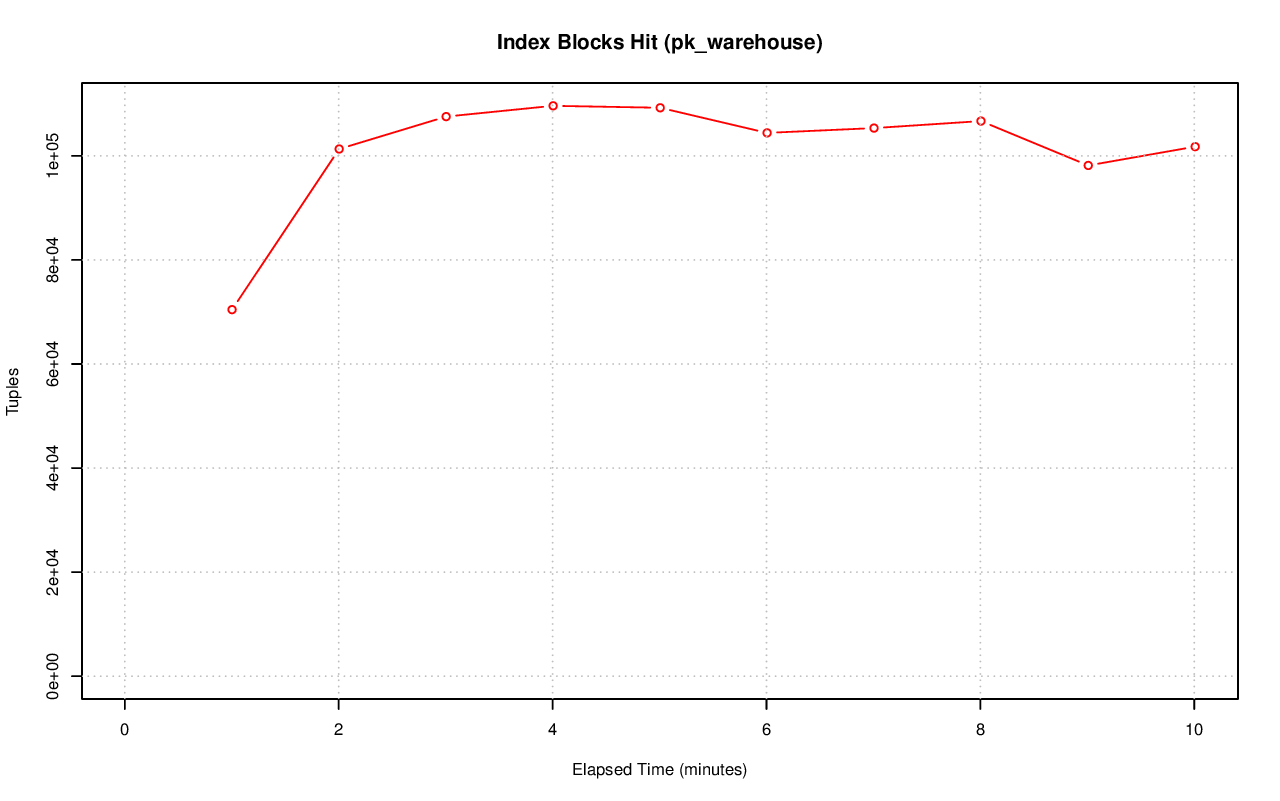 Index Blocks Hit (pk_warehouse)
Tuples
1e+05
8e+04
6e+04
4e+04
2e+04
0e+00
0 2 4 6 8 10
Elapsed Time (minutes)